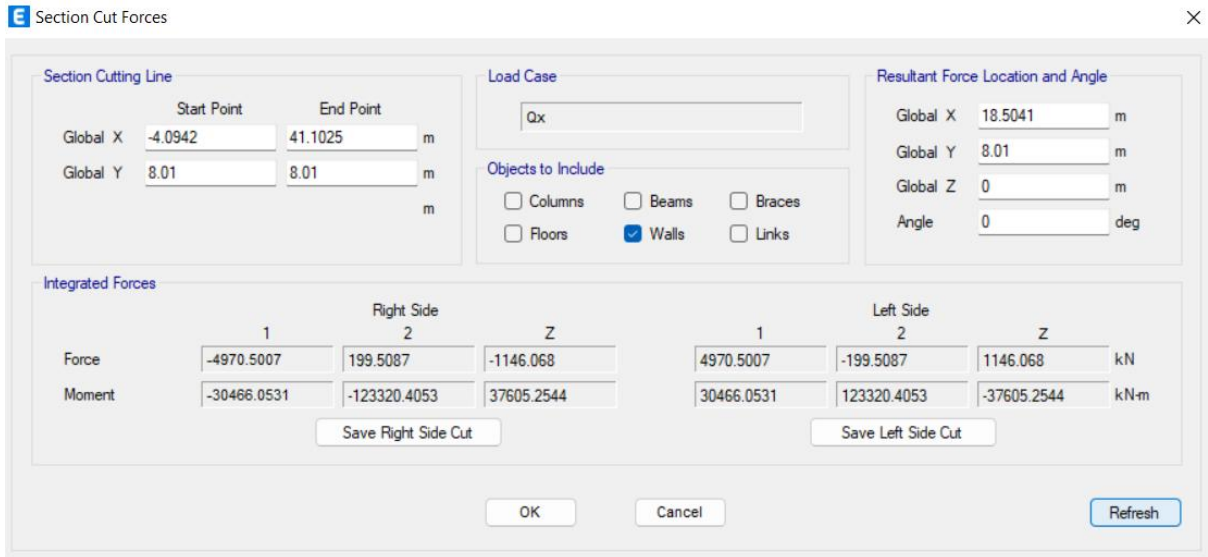 E Section Cut Forces
Section Cutting Line
Start Point End Point
Global X -4.0942 41.1025 m
Global Y 8.01 8.01 m
m
Load Case
Qx
Objects to Include
Columns Beams Braces
Floors Walls Links
Resultant Force Location and Angle
Global X 18.5041 m
Global Y 8.01 m
Global Z 0 m
Angle 0 deg
Integrated Forces
Right Side Left Side
1 2 Z 1 2 Z
Force -4970.5007 199.5087 -1146.068 4970.5007 -199.5087 1146.068 kN
Moment -30466.0531 -123320.4053 37605.2544 30466.0531 123320.4053 -37605.2544 kN-m
Save Right Side Cut Save Left Side Cut
OK Cancel Refresh